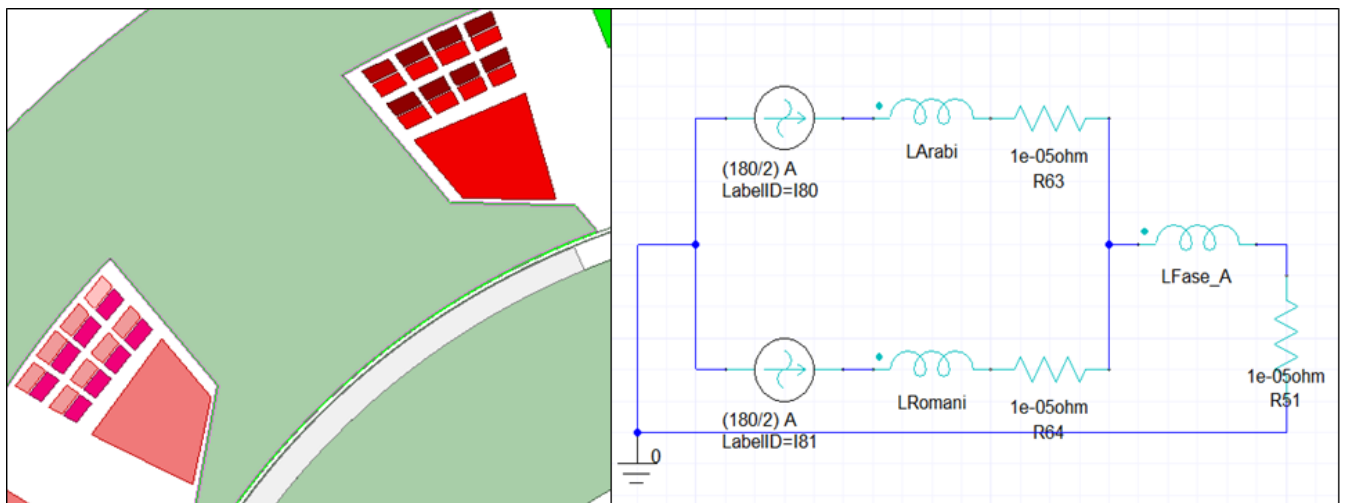 (180/2) A
LabelID=I80
LArabi
1e-05ohm
R63
LFase_A
1e-05ohm
R51
(180/2) A
LabelID=I81
LRomani
1e-05ohm
R64
0